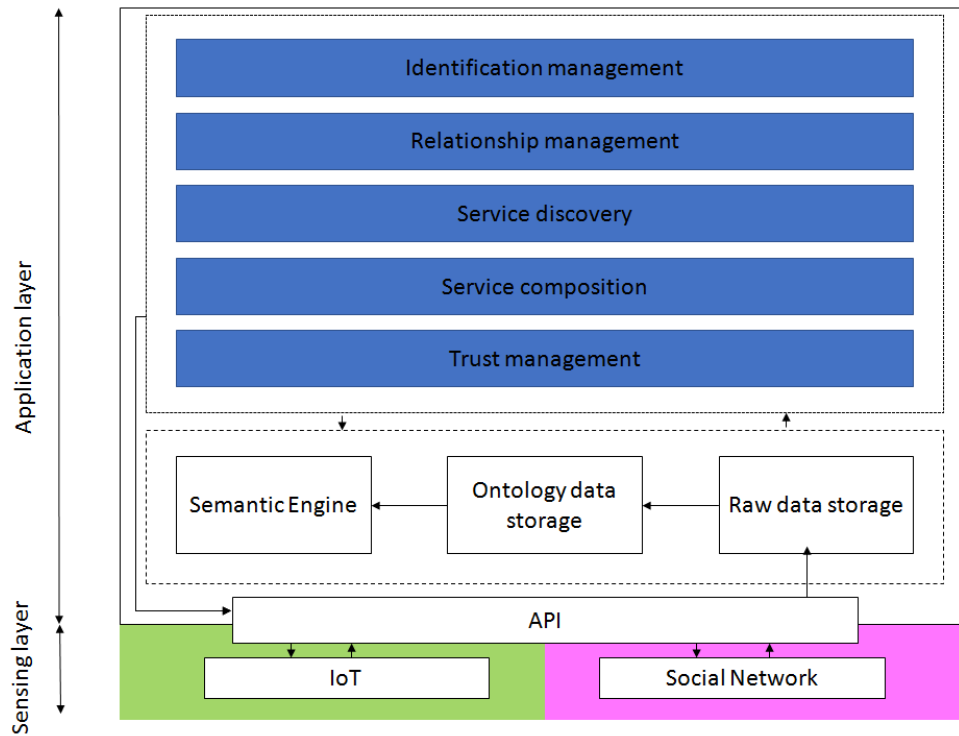 Application layer
Identification management
Relationship management
Service discovery
Service composition
Trust management
Semantic Engine
Ontology data
storage
Raw data storage
API
Sensing layer
IoT
Social Network